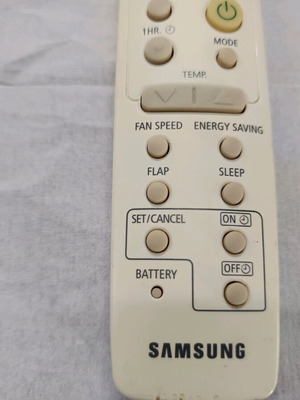 1HR.
MODE
TEMP.
FAN SPEED ENERGY SAVING
FLAP SLEEP
SET/CANCEL ON
OFF
BATTERY
SAMSUNG